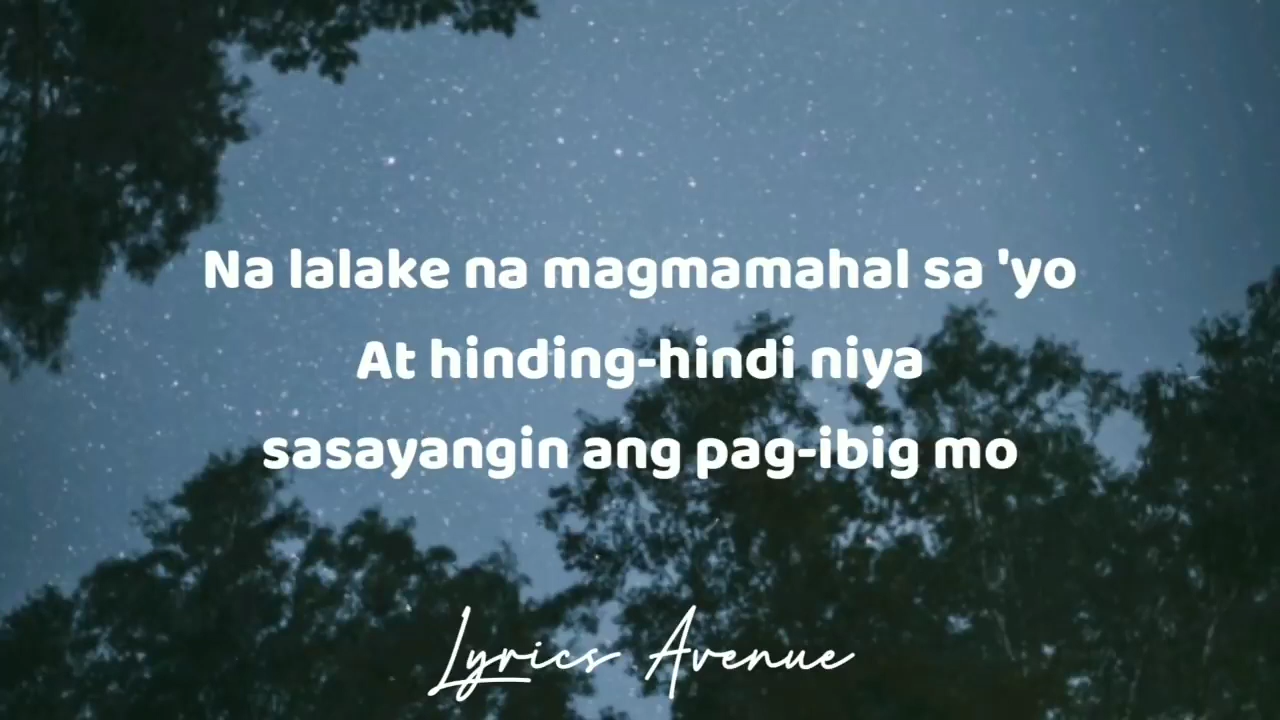 Na lalake na magmamahal sa 'yo
At hinding-hindi niya
sasayangin ang pag-ibig mo
Lyrics Avenue